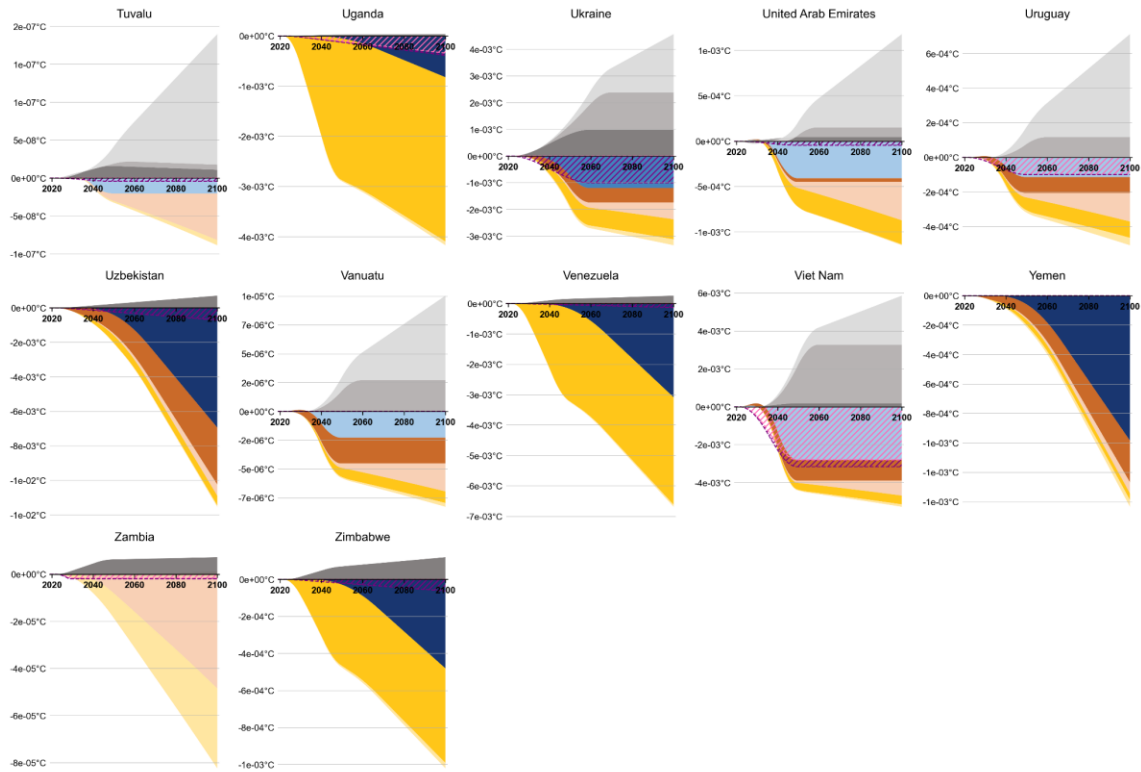 Tuvalu
2e-07°C
1e-07°C
1e-07°C
5e-08°C
0e+00°C
-5e-08°C
-1e-07°C
2020 2040 2060 2080 2100
Uganda
0e+00°C
-1e-03°C
-2e-03°C
-3e-03°C
-4e-03°C
2020 2040 2060 2080 2100
Ukraine
4e-03°C
3e-03°C
2e-03°C
1e-03°C
0e+00°C
-1e-03°C
-2e-03°C
-3e-03°C
2020 2040 2060 2080 2100
United Arab Emirates
1e-03°C
5e-04°C
0e+00°C
-5e-04°C
-1e-03°C
2020 2040 2060 2080 2100
Uruguay
6e-04°C
4e-04°C
2e-04°C
0e+00°C
-2e-04°C
-4e-04°C
2020 2040 2060 2080 2100
Uzbekistan
0e+00°C
-2e-03°C
-4e-03°C
-6e-03°C
-8e-03°C
-1e-02°C
-1e-02°C
2020 2040 2060 2080 2100
Vanuatu
1e-05°C
7e-06°C
5e-06°C
2e-06°C
0e+00°C
-2e-06°C
-5e-06°C
-7e-06°C
2020 2040 2060 2080 2100
Venezuela
0e+00°C
-1e-03°C
-2e-03°C
-3e-03°C
-4e-03°C
-5e-03°C
-6e-03°C
-7e-03°C
2020 2040 2060 2080 2100
Viet Nam
6e-03°C
4e-03°C
2e-03°C
0e+00°C
-2e-03°C
-4e-03°C
2020 2040 2060 2080 2100
Yemen
0e+00°C
-2e-04°C
-4e-04°C
-6e-04°C
-8e-04°C
-1e-03°C
-1e-03°C
-1e-03°C
2020 2040 2060 2080 2100
Zambia
0e+00°C
-2e-05°C
-4e-05°C
-6e-05°C
-8e-05°C
2020 2040 2060 2080 2100
Zimbabwe
0e+00°C
-2e-04°C
-4e-04°C
-6e-04°C
-8e-04°C
-1e-03°C
2020 2040 2060 2080 2100